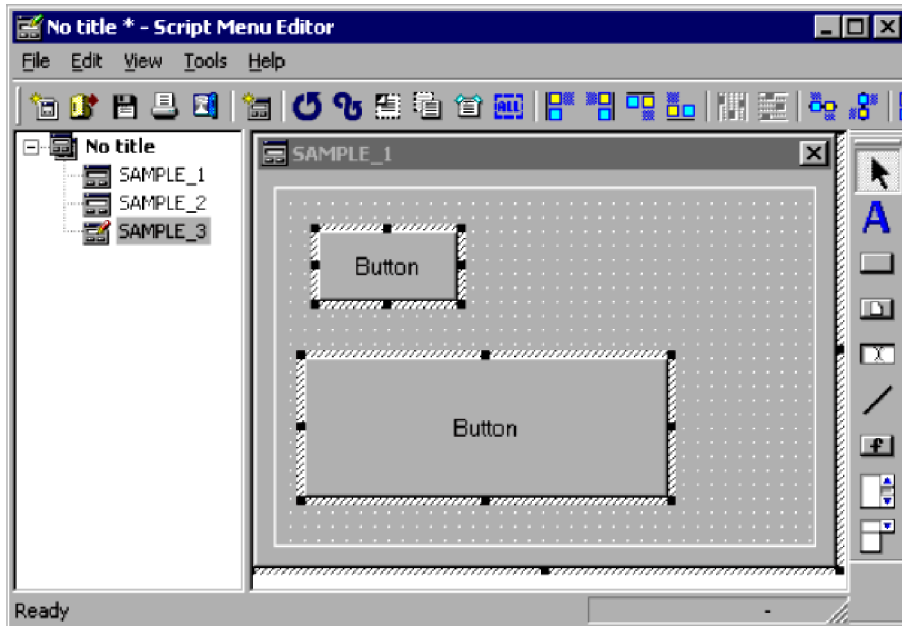 No title * - Script Menu Editor
File Edit View Tools Help
ALL
No title
SAMPLE_1
SAMPLE_2
SAMPLE_3
SAMPLE_1
Button
Button
A
f
Ready
-